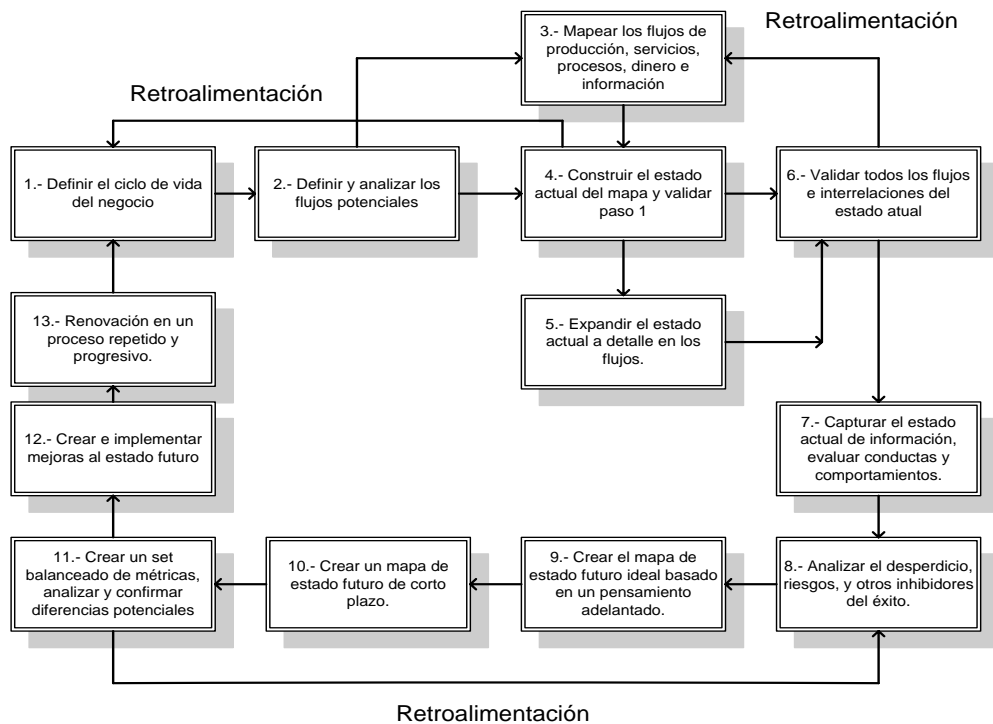 Retroalimentación
3.- Mapear los flujos de
producción, servicios,
procesos, dinero e
información
Retroalimentación
1.- Definir el ciclo de vida
del negocio
2.- Definir y analizar los
flujos potenciales
4.- Construir el estado
actual del mapa y validar
paso 1
6.- Validar todos los flujos
e interrelaciones del
estado atual
13.- Renovación en un
proceso repetido y
progresivo.
5.- Expandir el estado
actual a detalle en los
flujos.
12.- Crear e implementar
mejoras al estado futuro
7.- Capturar el estado
actual de información,
evaluar conductas y
comportamientos.
11.- Crear un set
balanceado de métricas,
analizar y confirmar
diferencias potenciales
10.- Crear un mapa de
estado futuro de corto
plazo.
9.- Crear el mapa de
estado futuro ideal basado
en un pensamiento
adelantado.
8.- Analizar el desperdicio,
riesgos, y otros inhibidores
del éxito.
Retroalimentación